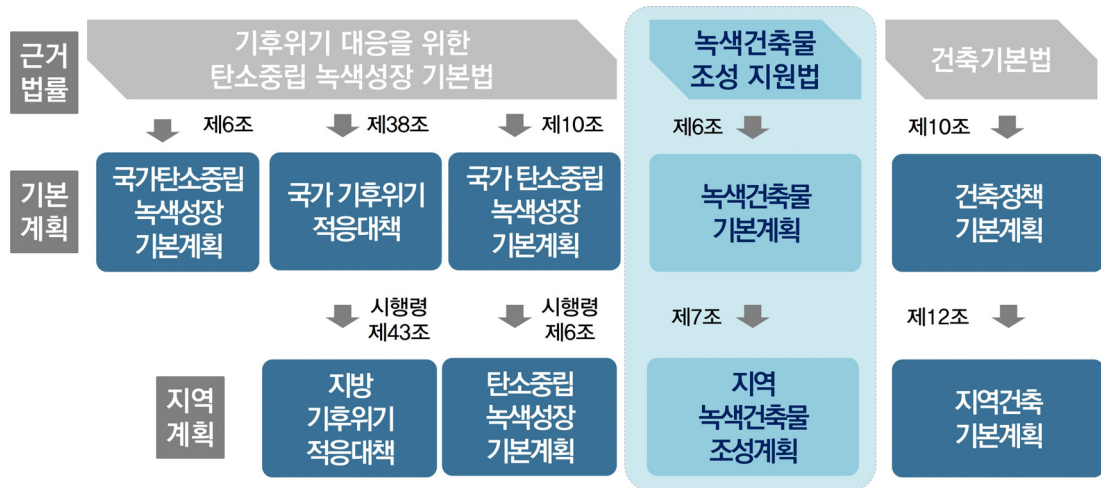 근거
법률
기후위기 대응을 위한
탄소중립 녹색성장 기본법
녹색건축물
조성 지원법
건축기본법
제6조
제38조
제10조
제6조
제10조
기본
계획
국가탄소중립
녹색성장
기본계획
국가 기후위기
적응대책
국가 탄소중립
녹색성장
기본계획
녹색건축물
기본계획
건축정책
기본계획
시행령
제43조
시행령
제6조
제7조
제12조
지역
계획
지방
기후위기
적응대책
탄소중립
녹색성장
기본계획
지역
녹색건축물
조성계획
지역건축
기본계획